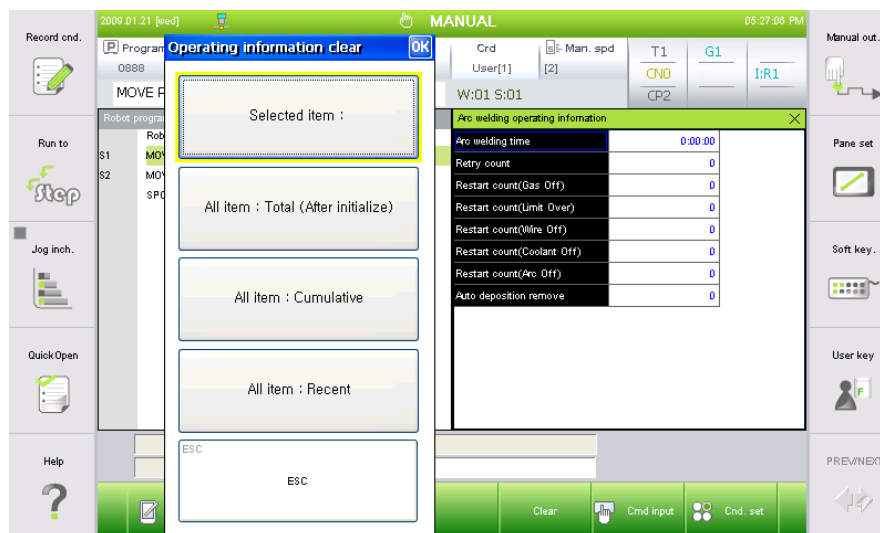 2009.01.21 [wed]
MANUAL
05:27:06 PM
Record cnd.
Run to
Step
Jog inch.
Quick Open
Help
Program
0888
MOVE
Robot
S1
S2
Operating information clear
OK
Selected item :
All item : Total (After initialize)
All item : Cumulative
All item : Recent
ESC
ESC
Crd
User[1]
Man. spd
[2]
T1
G1
CN0
I:R1
W:01 S:01
CP2
Arc welding operating infomation
Arc welding time 0:00:00
Retry count 0
Restart count(Gas Off) 0
Restart count(Limit Over) 0
Restart count(Wire Off) 0
Restart count(Coolant Off) 0
Restart count(Arc Off) 0
Auto deposition remove 0
Clear
Cmd input
Cnd. set
Manual out.
Pane set
Soft key.
User key
F
PREV/NEXT